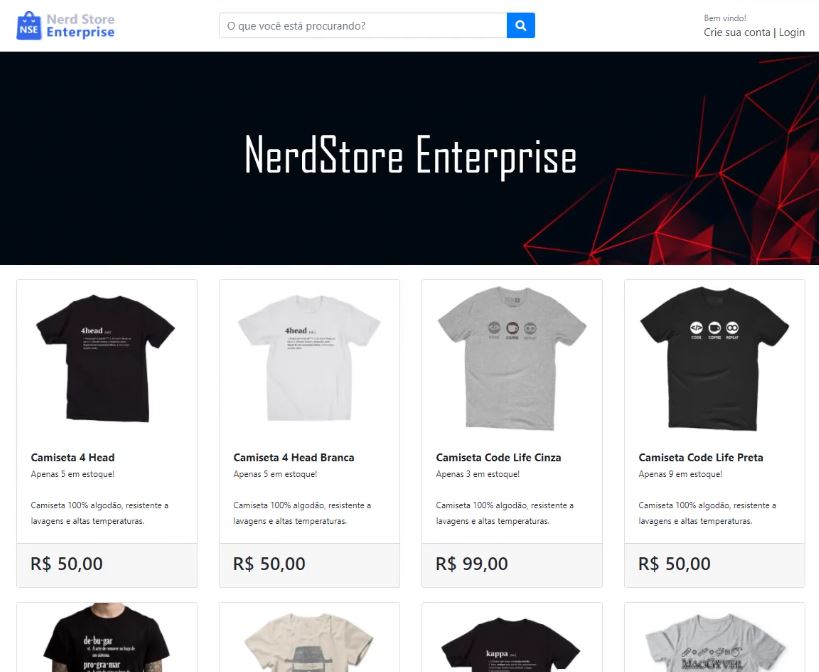 NSE
Nerd Store
Enterprise
O que você está procurando?
Bem vindo!
Crie sua conta | Login
NerdStore Enterprise
4head
4head
CODE COFFEE REPEAT
CODE COFFEE REPEAT
Camiseta 4 Head
Apenas 5 em estoque!
Camiseta 100% algodão, resistente a
lavagens e altas temperaturas.
R$ 50,00
Camiseta 4 Head Branca
Apenas 5 em estoque!
Camiseta 100% algodão, resistente a
lavagens e altas temperaturas.
R$ 50,00
Camiseta Code Life Cinza
Apenas 3 em estoque!
Camiseta 100% algodão, resistente a
lavagens e altas temperaturas.
R$ 99,00
Camiseta Code Life Preta
Apenas 9 em estoque!
Camiseta 100% algodão, resistente a
lavagens e altas temperaturas.
R$ 50,00
de·bu·gar
pro·gra·mar
kappa
MACGYVER